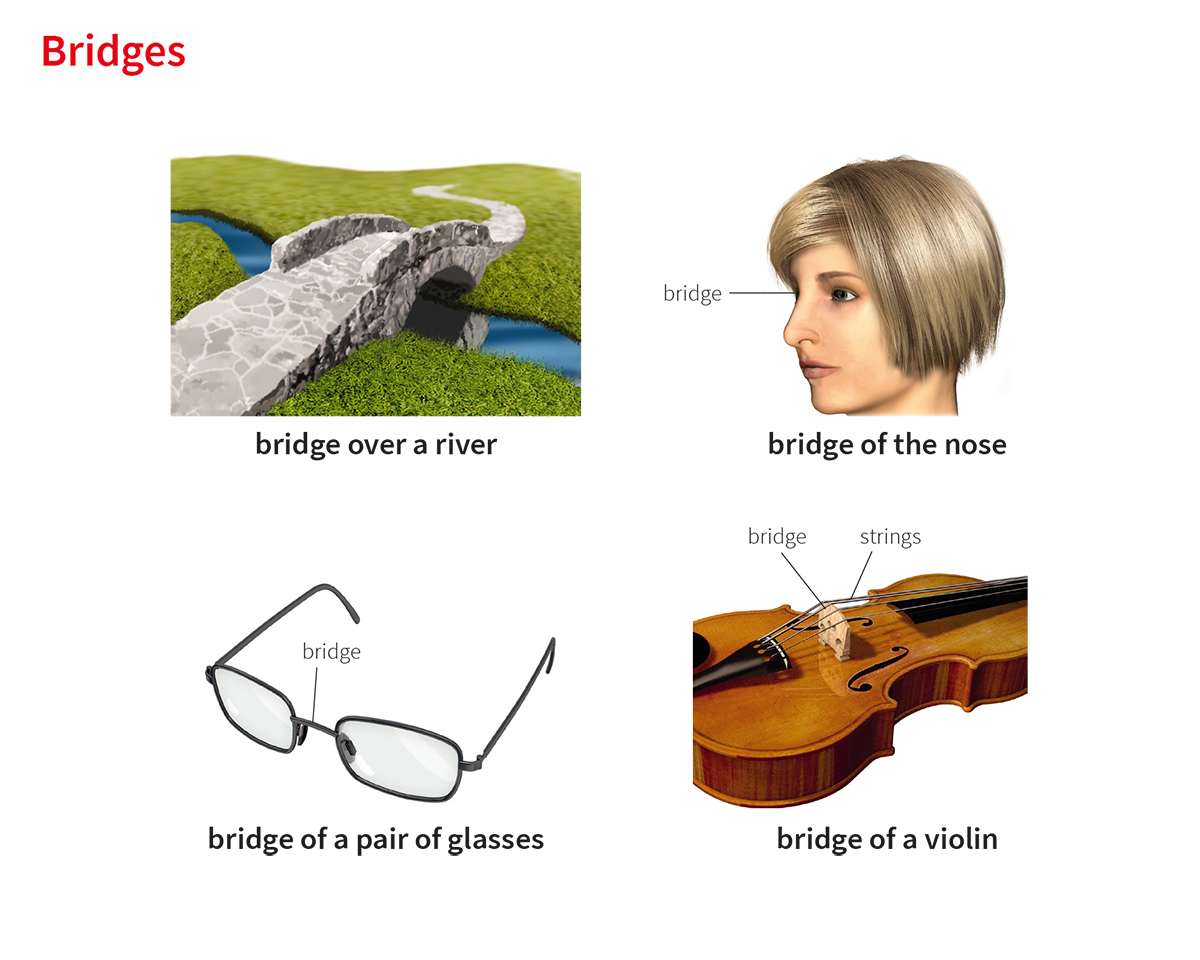 Bridges
bridge
bridge over a river
bridge of the nose
bridge
strings
bridge
bridge of a pair of glasses
bridge of a violin